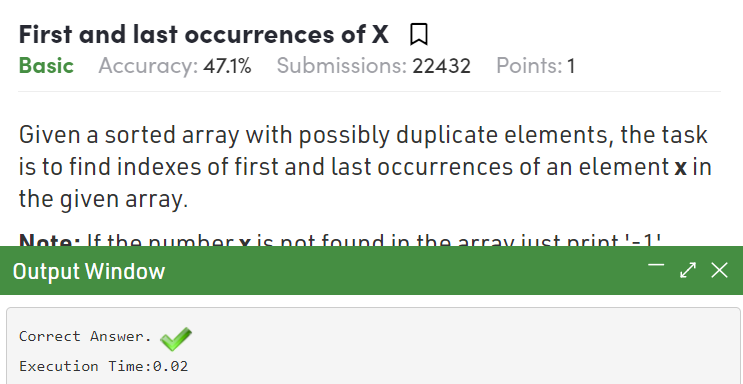 First and last occurrences of X
Basic Accuracy: 47.1% Submissions: 22432 Points: 1
Given a sorted array with possibly duplicate elements, the task
is to find indexes of first and last occurrences of an element x in
the given array.
Note: If the number x is not found in the array just print '-1'
Output Window
Correct Answer.
Execution Time:0.02